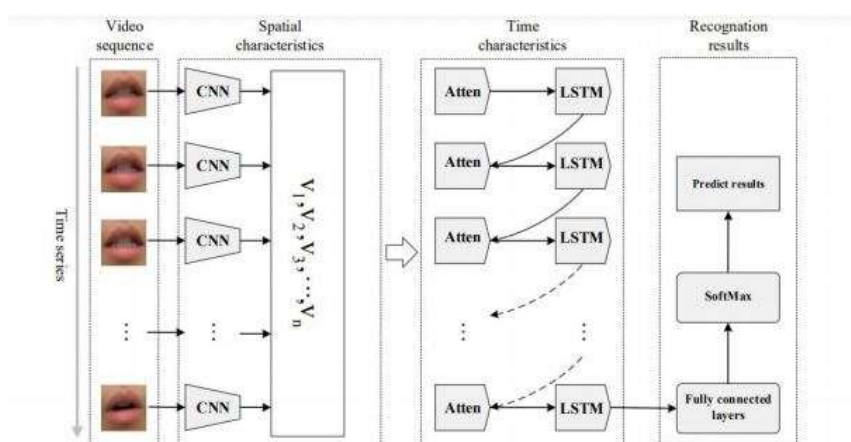 Video
sequence
Spatial
characteristics
Time
characteristics
Recognation
results
Time series
CNN
CNN
CNN
...
...
CNN
V1,V2,V3,...,Vn
Atten
LSTM
Atten
LSTM
Atten
LSTM
...
...
Atten
LSTM
Predict results
SoftMax
Fully connected
layers